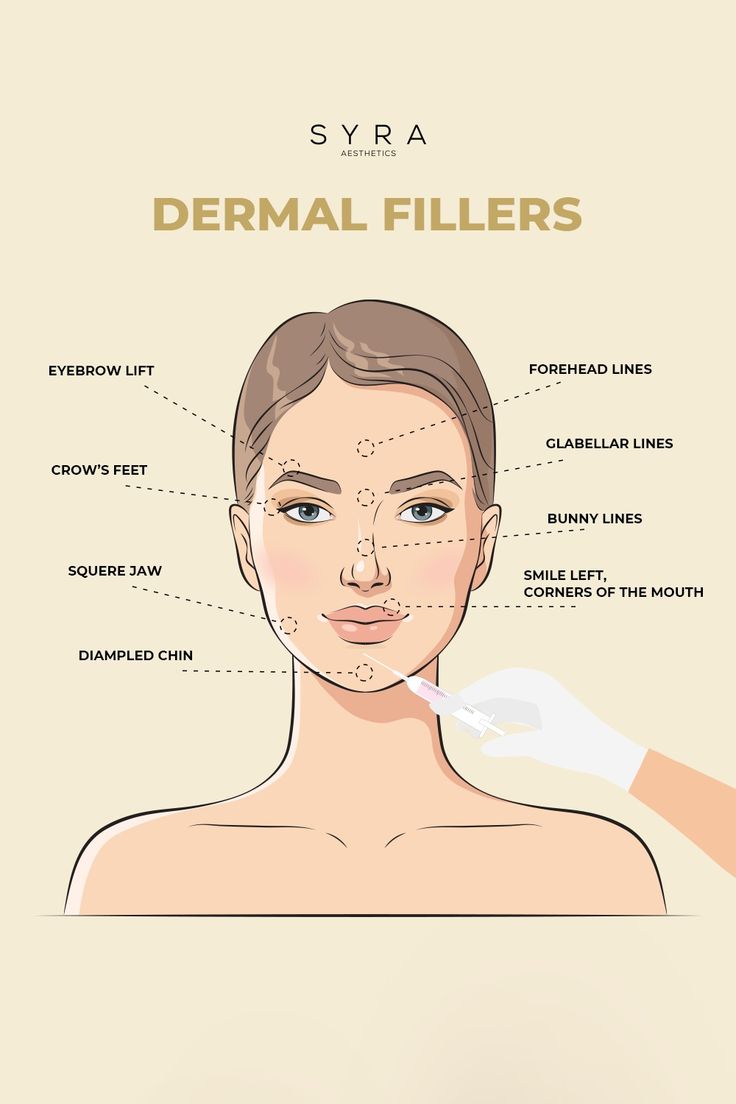 SYRA
AESTHETICS
DERMAL FILLERS
EYEBROW LIFT
FOREHEAD LINES
GLABELLAR LINES
CROW'S FEET
BUNNY LINES
SQUERE JAW
SMILE LEFT,
CORNERS OF THE MOUTH
DIAMPLED CHIN